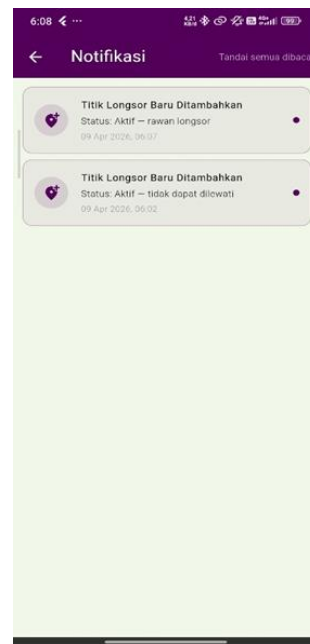 6:08
Notifikasi
Tandai semua dibaca
Titik Longsor Baru Ditambahkan
Status: Aktif — rawan longsor
09 Apr 2026, 06:07
Titik Longsor Baru Ditambahkan
Status: Aktif — tidak dapat dilewati
09 Apr 2026, 06:02